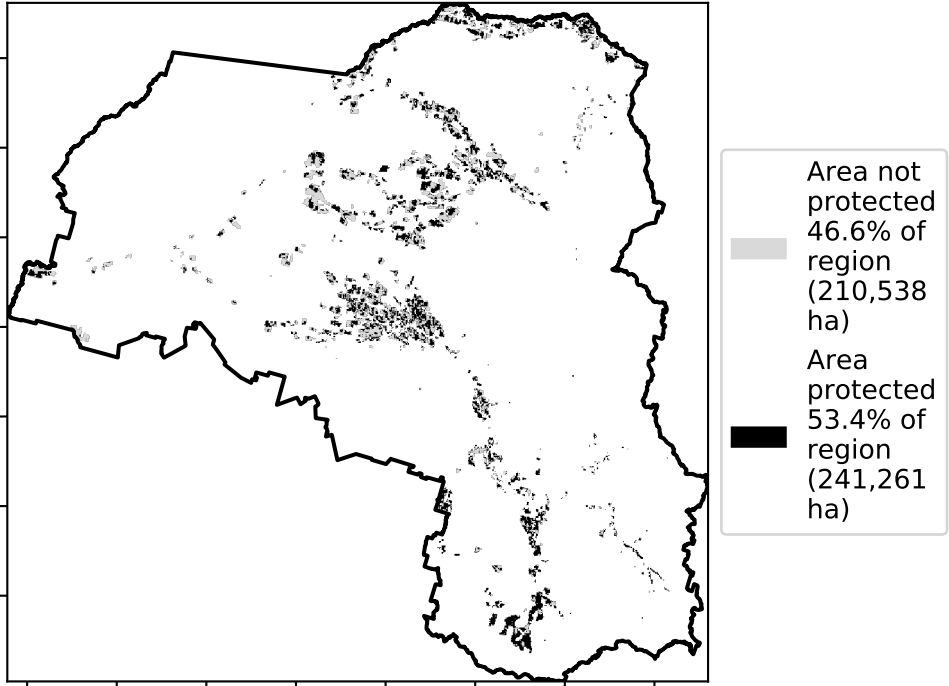 Area not
protected
46.6% of
region
(210,538
ha)
Area
protected
53.4% of
region
(241,261
ha)